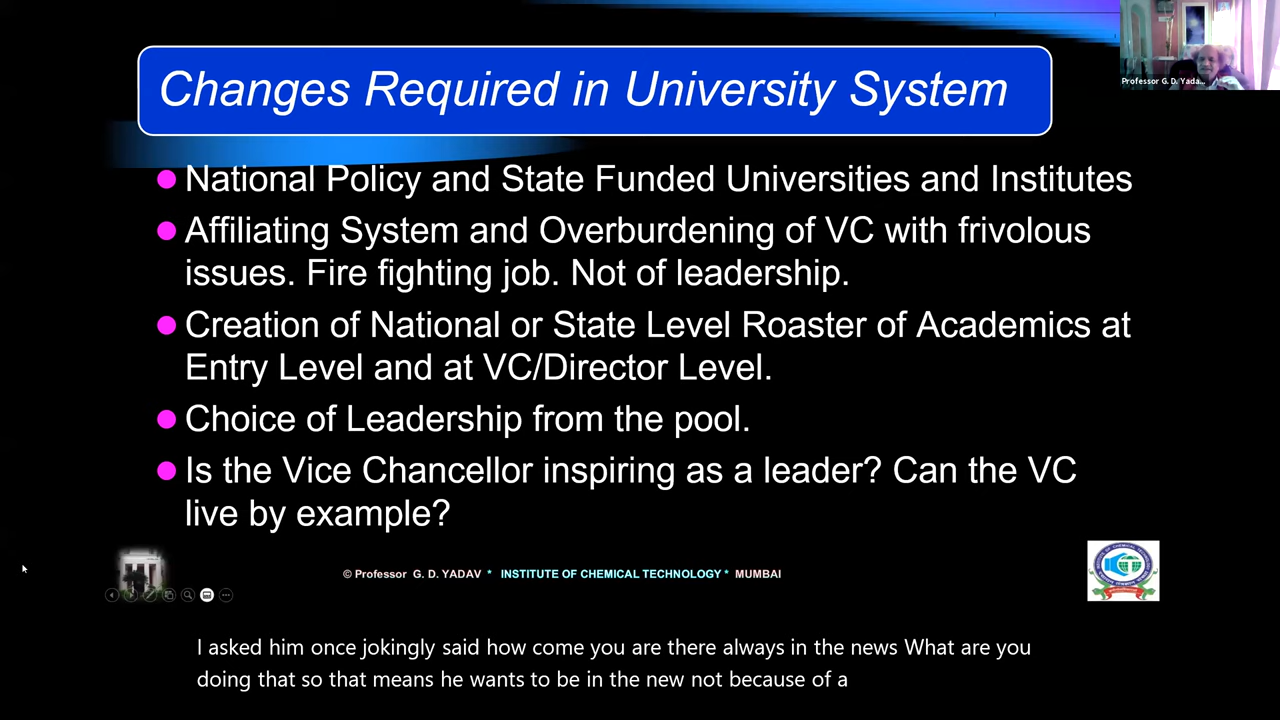 Changes Required in University System
Professor G. D. Yada...
National Policy and State Funded Universities and Institutes
Affiliating System and Overburdening of VC with frivolous
issues. Fire fighting job. Not of leadership.
Creation of National or State Level Roaster of Academics at
Entry Level and at VC/Director Level.
Choice of Leadership from the pool.
Is the Vice Chancellor inspiring as a leader? Can the VC
live by example?
© Professor G. D. YADAV * INSTITUTE OF CHEMICAL TECHNOLOGY * MUMBAI
I asked him once jokingly said how come you are there always in the news What are you
doing that so that means he wants to be in the new not because of a